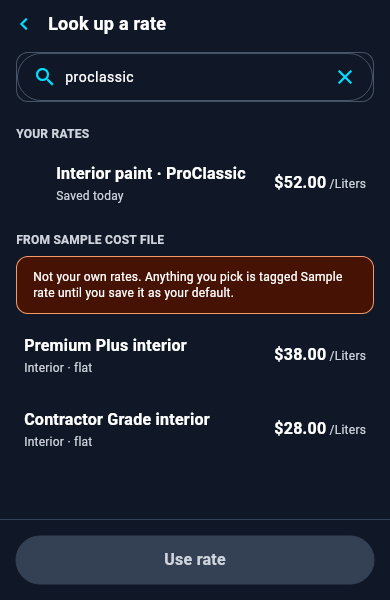 Look up a rate
proclassic
YOUR RATES
Interior paint · ProClassic
$52.00 /Liters
Saved today
FROM SAMPLE COST FILE
Not your own rates. Anything you pick is tagged Sample
rate until you save it as your default.
Premium Plus interior
$38.00 /Liters
Interior · flat
Contractor Grade interior
$28.00 /Liters
Interior · flat
Use rate